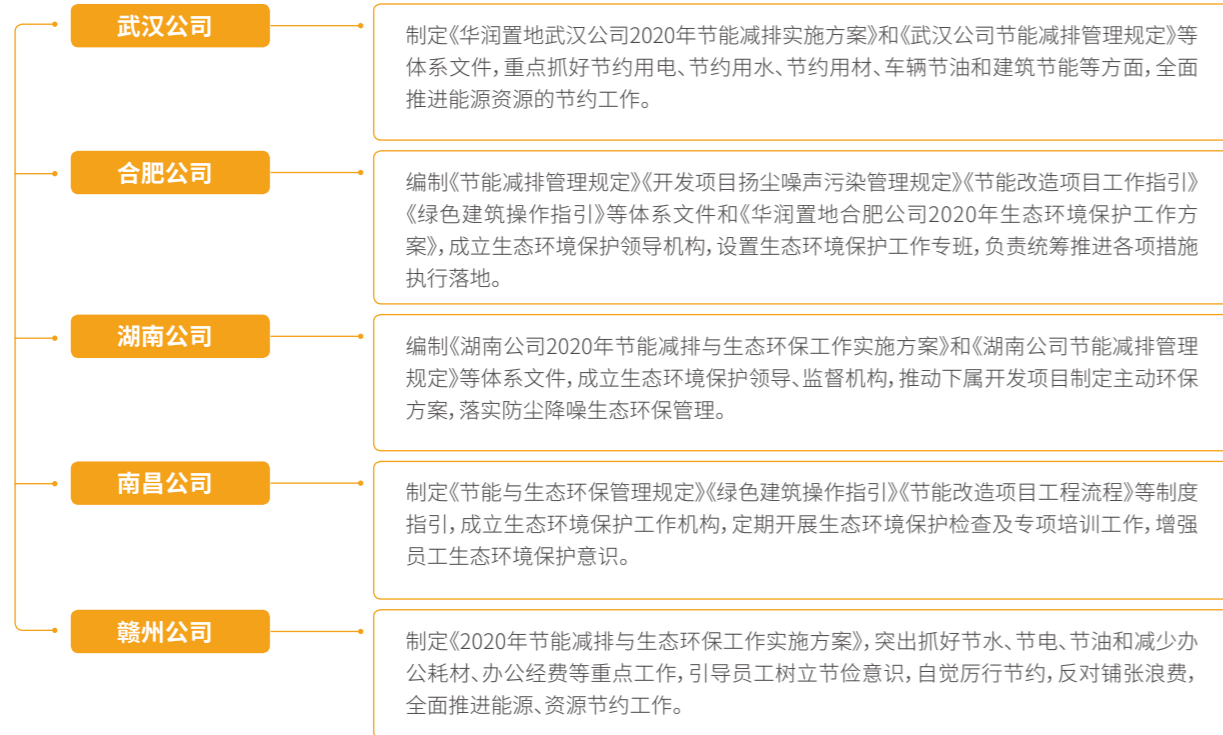 武汉公司
制定《华润置地武汉公司2020年节能减排实施方案》和《武汉公司节能减排管理规定》等
体系文件，重点抓好节约用电、节约用水、节约用材、车辆节油和建筑节能等方面，全面
推进能源资源的节约工作。
合肥公司
编制《节能减排管理规定》《开发项目扬尘噪声污染管理规定》《节能改造项目工作指引》
《绿色建筑操作指引》等体系文件和《华润置地合肥公司2020年生态环境保护工作方
案》，成立生态环境保护领导机构，设置生态环境保护工作专班，负责统筹推进各项措施
执行落地。
湖南公司
编制《湖南公司2020年节能减排与生态环保工作实施方案》和《湖南公司节能减排管理
规定》等体系文件，成立生态环境保护领导、监督机构，推动下属开发项目制定主动环保
方案，落实防尘降噪生态环保管理。
南昌公司
制定《节能与生态环保管理规定》《绿色建筑操作指引》《节能改造项目工程流程》等制度
指引，成立生态环境保护工作机构，定期开展生态环境保护检查及专项培训工作，增强
员工生态环境保护意识。
赣州公司
制定《2020年节能减排与生态环保工作实施方案》，突出抓好节水、节电、节油和减少办
公耗材、办公经费等重点工作，引导员工树立节俭意识，自觉厉行节约，反对铺张浪费，
全面推进能源、资源节约工作。